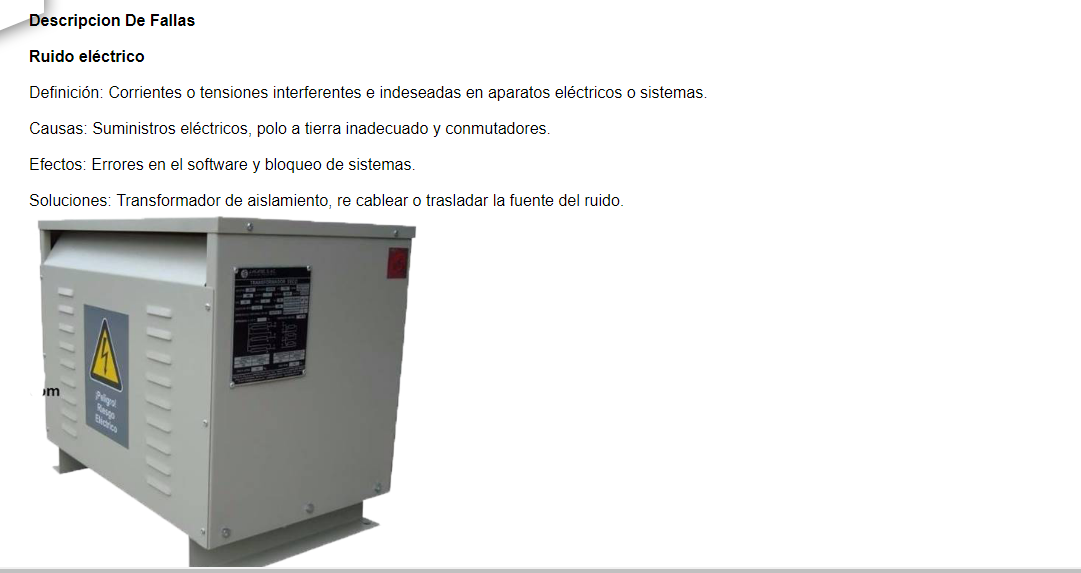 Descripcion De Fallas
Ruido eléctrico
Definición: Corrientes o tensiones interferentes e indeseadas en aparatos eléctricos o sistemas.
Causas: Suministros eléctricos, polo a tierra inadecuado y conmutadores.
Efectos: Errores en el software y bloqueo de sistemas.
Soluciones: Transformador de aislamiento, re cablear o trasladar la fuente del ruido.
TRANSFORMADOR
¡Peligro!
Riesgo
Eléctrico